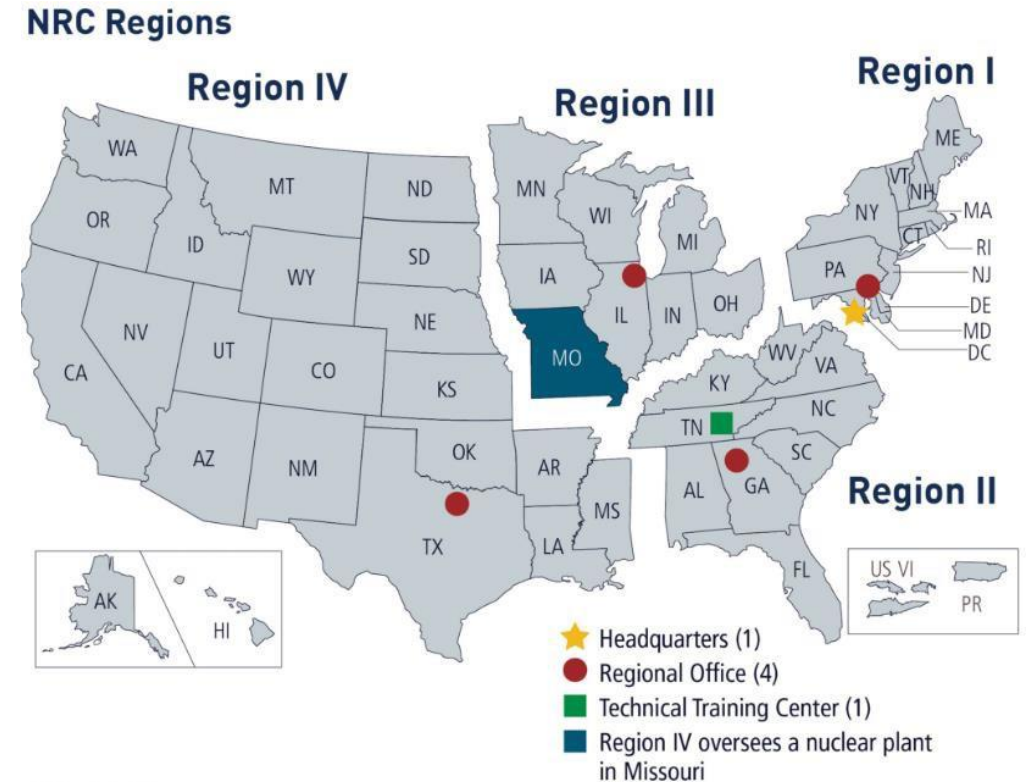 NRC Regions
Region IV
Region III
Region I
WA
MT
ND
MN
ME
VT
NH
OR
ID
SD
WI
MI
NY
MA
CT
RI
WY
IA
PA
NJ
NV
NE
IL
IN
OH
DE
MD
DC
CA
UT
CO
KS
MO
WV
VA
KY
NC
AZ
NM
OK
AR
TN
SC
TX
LA
MS
AL
GA
Region II
FL
AK
HI
US VI
PR
Headquarters (1)
Regional Office (4)
Technical Training Center (1)
Region IV oversees a nuclear plant
in Missouri